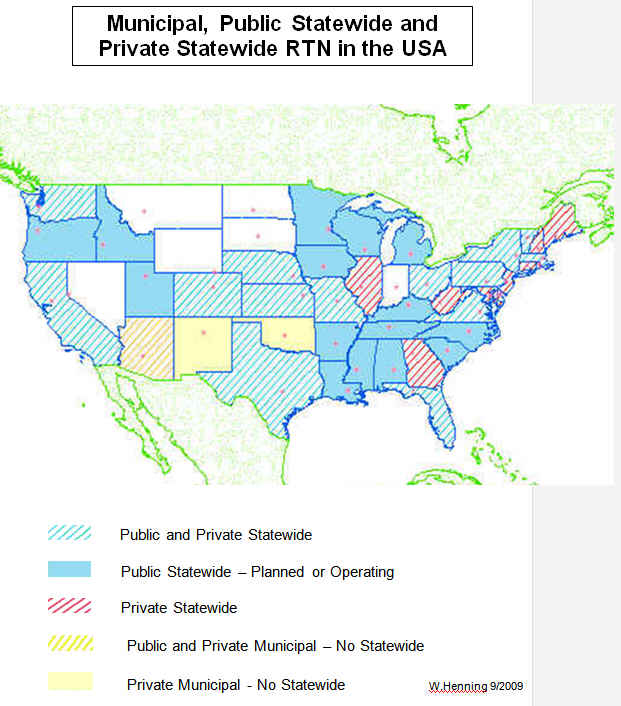 Municipal, Public Statewide and
Private Statewide RTN in the USA
Public and Private Statewide
Public Statewide – Planned or Operating
Private Statewide
Public and Private Municipal – No Statewide
Private Municipal - No Statewide
W.Henning 9/2009